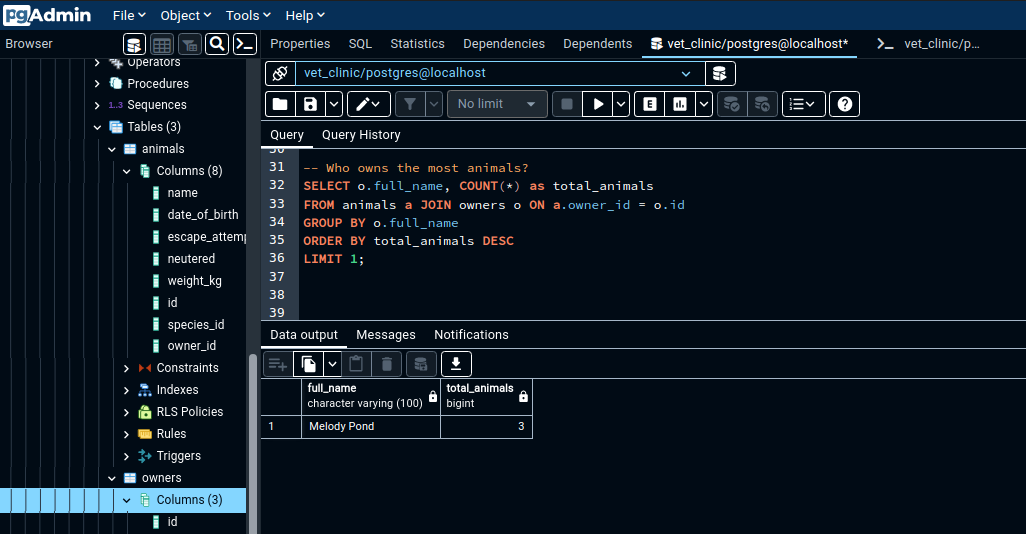 pgAdmin File Object Tools Help
Browser
Properties SQL Statistics Dependencies Dependents vet_clinic/postgres@localhost* vet_clinic/p...
Operators
Procedures
1..3 Sequences
Tables (3)
animals
Columns (8)
name
date_of_birth
escape_attemp
neutered
weight_kg
id
species_id
owner_id
Constraints
Indexes
RLS Policies
Rules
Triggers
owners
Columns (3)
id
vet_clinic/postgres@localhost
No limit
E
Query Query History
30
31 -- Who owns the most animals?
32 SELECT o.full_name, COUNT(*) as total_animals
33 FROM animals a JOIN owners o ON a.owner_id = o.id
34 GROUP BY o.full_name
35 ORDER BY total_animals DESC
36 LIMIT 1;
37
38
39
Data output Messages Notifications
full_name
character varying (100)
total_animals
bigint
1 Melody Pond 3